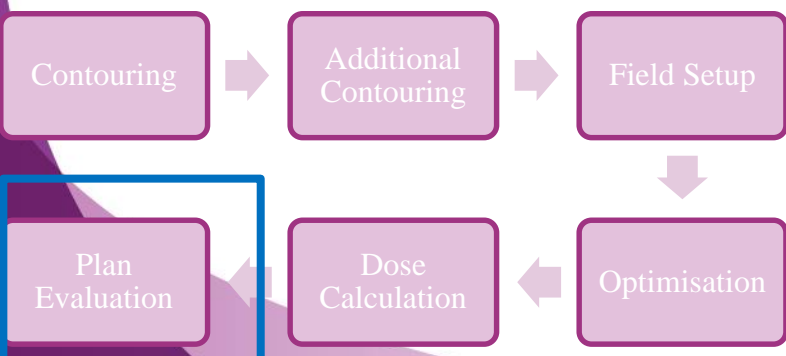 Contouring
Additional
Contouring
Field Setup
Plan
Evaluation
Dose
Calculation
Optimisation